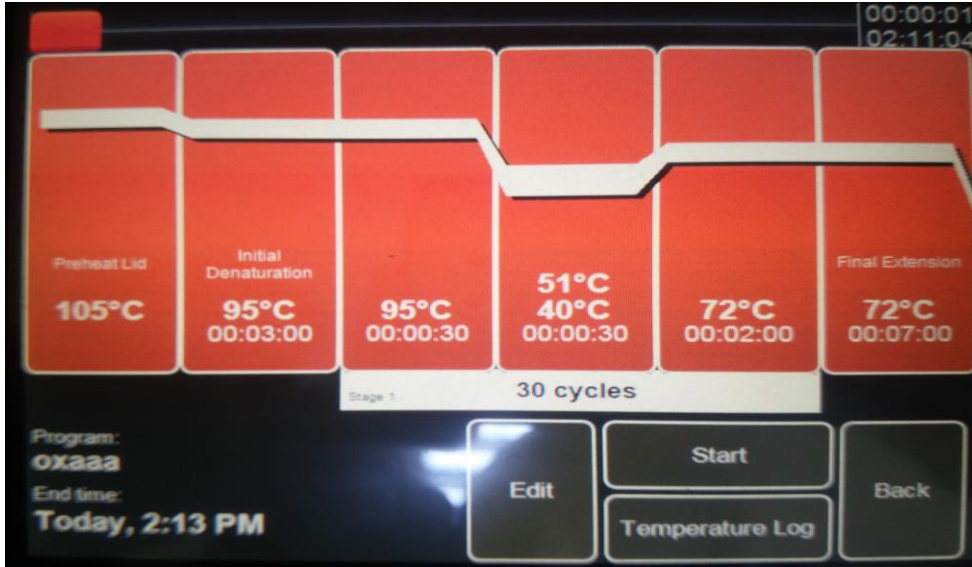 00:00:01
02:11:04
Preheat Lid
105°C
Initial
Denaturation
95°C
00:03:00
95°C
00:00:30
51°C
40°C
00:00:30
72°C
00:02:00
Final Extension
72°C
00:07:00
Stage 1
30 cycles
Program:
oxaaa
End time:
Today, 2:13 PM
Edit
Start
Temperature Log
Back